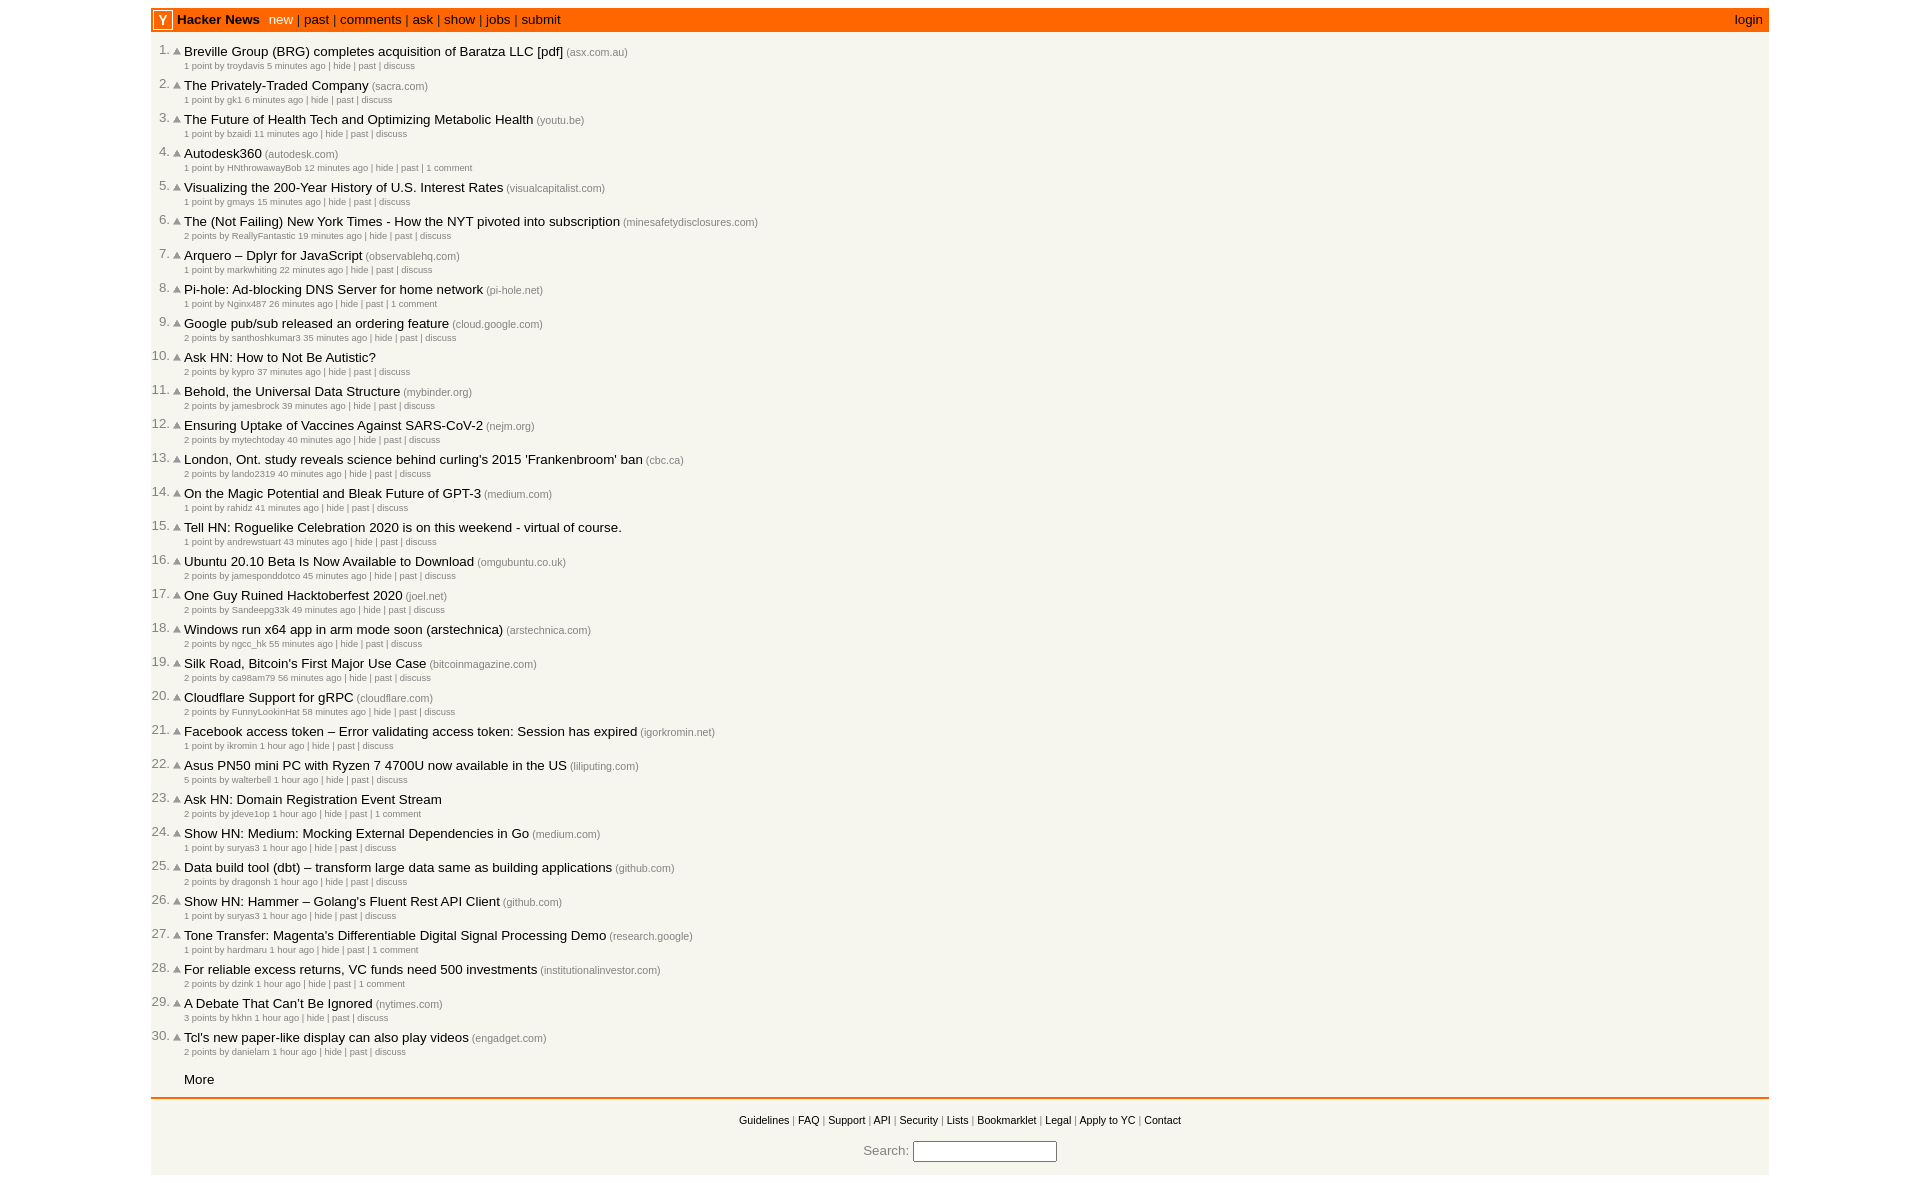 Y Hacker News new | past | comments | ask | show | jobs | submit login
1. Breville Group (BRG) completes acquisition of Baratza LLC [pdf] (asx.com.au)
1 point by troydavis 5 minutes ago | hide | past | discuss
2. The Privately-Traded Company (sacra.com)
1 point by gk1 6 minutes ago | hide | past | discuss
3. The Future of Health Tech and Optimizing Metabolic Health (youtu.be)
1 point by bzaidi 11 minutes ago | hide | past | discuss
4. Autodesk360 (autodesk.com)
1 point by HNthrowawayBob 12 minutes ago | hide | past | 1 comment
5. Visualizing the 200-Year History of U.S. Interest Rates (visualcapitalist.com)
1 point by gmays 15 minutes ago | hide | past | discuss
6. The (Not Failing) New York Times - How the NYT pivoted into subscription (minesafetydisclosures.com)
2 points by ReallyFantastic 19 minutes ago | hide | past | discuss
7. Arquero – Dplyr for JavaScript (observablehq.com)
1 point by markwhiting 22 minutes ago | hide | past | discuss
8. Pi-hole: Ad-blocking DNS Server for home network (pi-hole.net)
1 point by Nginx487 26 minutes ago | hide | past | 1 comment
9. Google pub/sub released an ordering feature (cloud.google.com)
2 points by santhoshkumar3 35 minutes ago | hide | past | discuss
10. Ask HN: How to Not Be Autistic?
2 points by kypro 37 minutes ago | hide | past | discuss
11. Behold, the Universal Data Structure (mybinder.org)
2 points by jamesbrock 39 minutes ago | hide | past | discuss
12. Ensuring Uptake of Vaccines Against SARS-CoV-2 (nejm.org)
2 points by mytechtoday 40 minutes ago | hide | past | discuss
13. London, Ont. study reveals science behind curling's 2015 'Frankenbroom' ban (cbc.ca)
2 points by lando2319 40 minutes ago | hide | past | discuss
14. On the Magic Potential and Bleak Future of GPT-3 (medium.com)
1 point by rahidz 41 minutes ago | hide | past | discuss
15. Tell HN: Roguelike Celebration 2020 is on this weekend - virtual of course.
1 point by andrewstuart 43 minutes ago | hide | past | discuss
16. Ubuntu 20.10 Beta Is Now Available to Download (omgubuntu.co.uk)
2 points by jamesponddotco 45 minutes ago | hide | past | discuss
17. One Guy Ruined Hacktoberfest 2020 (joel.net)
2 points by Sandeepg33k 49 minutes ago | hide | past | discuss
18. Windows run x64 app in arm mode soon (arstechnica) (arstechnica.com)
2 points by ngcc_hk 55 minutes ago | hide | past | discuss
19. Silk Road, Bitcoin's First Major Use Case (bitcoinmagazine.com)
2 points by ca98am79 56 minutes ago | hide | past | discuss
20. Cloudflare Support for gRPC (cloudflare.com)
2 points by FunnyLookinHat 58 minutes ago | hide | past | discuss
21. Facebook access token – Error validating access token: Session has expired (igorkromin.net)
1 point by ikromin 1 hour ago | hide | past | discuss
22. Asus PN50 mini PC with Ryzen 7 4700U now available in the US (liliputing.com)
5 points by walterbell 1 hour ago | hide | past | discuss
23. Ask HN: Domain Registration Event Stream
2 points by jdeve1op 1 hour ago | hide | past | 1 comment
24. Show HN: Medium: Mocking External Dependencies in Go (medium.com)
1 point by suryas3 1 hour ago | hide | past | discuss
25. Data build tool (dbt) – transform large data same as building applications (github.com)
2 points by dragonsh 1 hour ago | hide | past | discuss
26. Show HN: Hammer – Golang's Fluent Rest API Client (github.com)
1 point by suryas3 1 hour ago | hide | past | discuss
27. Tone Transfer: Magenta's Differentiable Digital Signal Processing Demo (research.google)
1 point by hardmaru 1 hour ago | hide | past | 1 comment
28. For reliable excess returns, VC funds need 500 investments (institutionalinvestor.com)
2 points by dzink 1 hour ago | hide | past | 1 comment
29. A Debate That Can't Be Ignored (nytimes.com)
3 points by hkhn 1 hour ago | hide | past | discuss
30. Tcl's new paper-like display can also play videos (engadget.com)
2 points by danielam 1 hour ago | hide | past | discuss
More
Guidelines | FAQ | Support | API | Security | Lists | Bookmarklet | Legal | Apply to YC | Contact
Search: